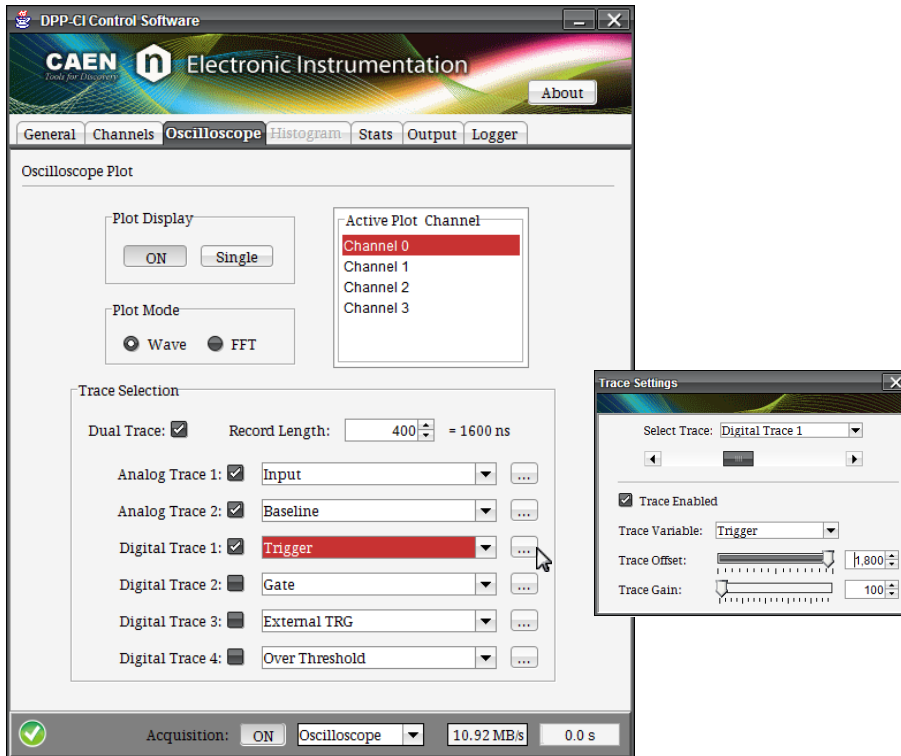 DPP-CI Control Software
CAEN n Electronic Instrumentation
Tools for Discovery
About
General Channels Oscilloscope Histogram Stats Output Logger
Oscilloscope Plot
Plot Display
ON Single
Active Plot Channel
Channel 0
Channel 1
Channel 2
Channel 3
Plot Mode
Wave FFT
Trace Selection
Dual Trace: Record Length: 400 = 1600 ns
Analog Trace 1: Input ...
Analog Trace 2: Baseline ...
Digital Trace 1: Trigger ...
Digital Trace 2: Gate ...
Digital Trace 3: External TRG ...
Digital Trace 4: Over Threshold ...
Acquisition: ON Oscilloscope 10.92 MB/s 0.0 s
Trace Settings
Select Trace: Digital Trace 1
Trace Enabled
Trace Variable: Trigger
Trace Offset: 1,800
Trace Gain: 100